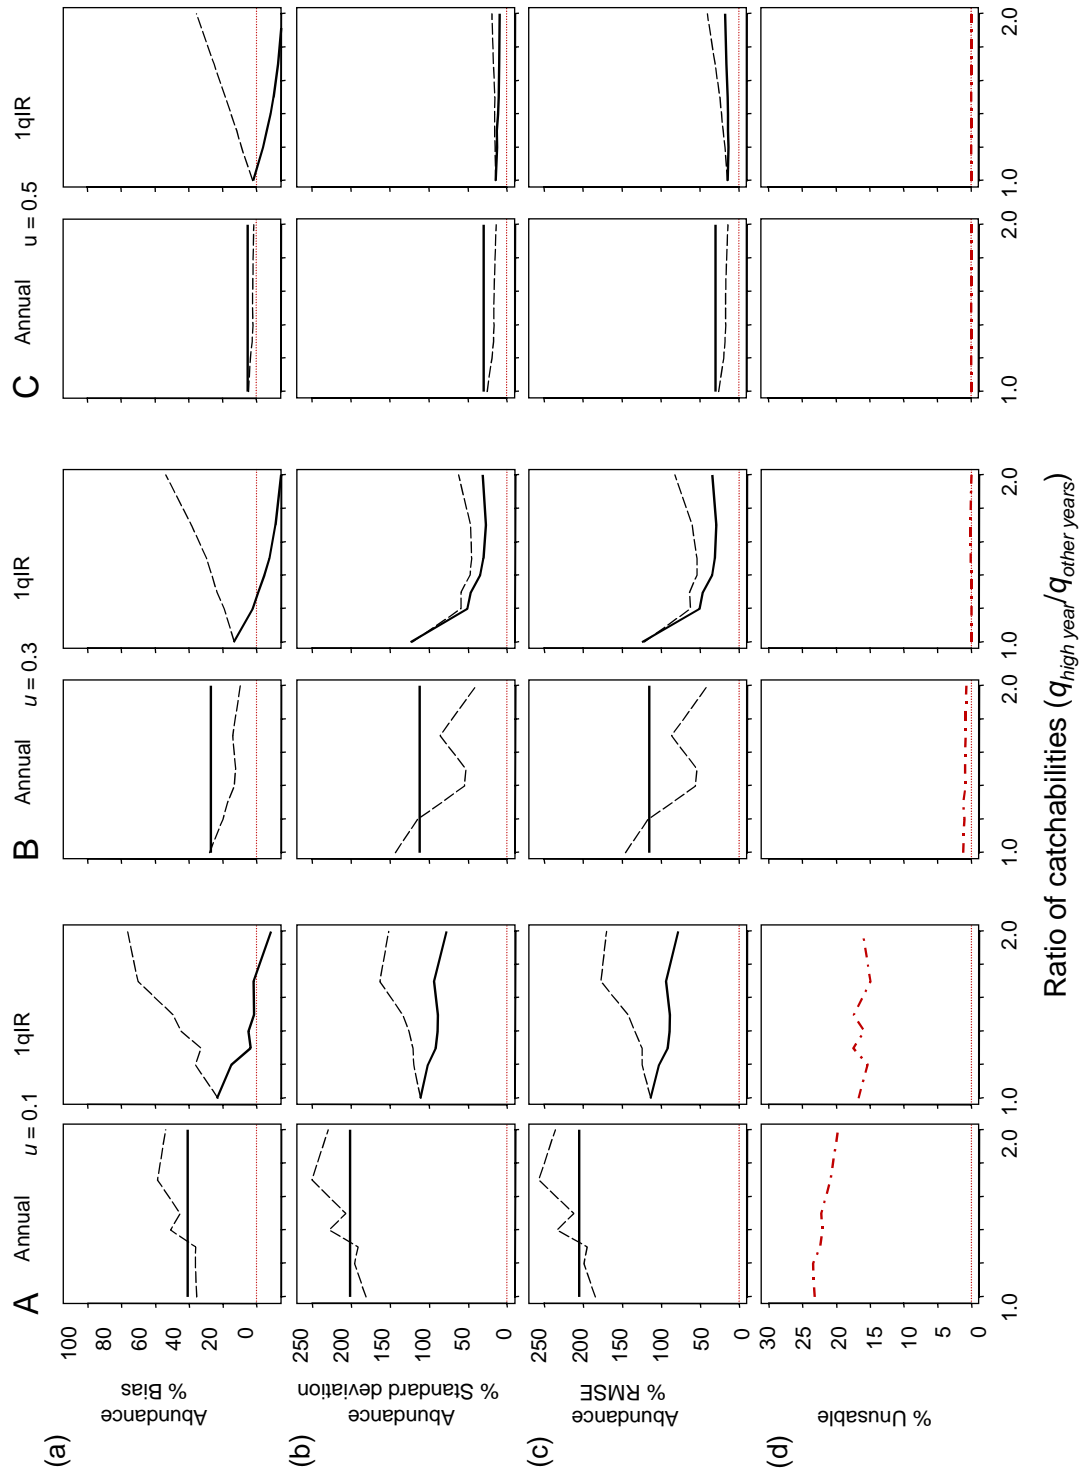 A
B
C
u = 0.1
u = 0.3
u = 0.5
Annual
1qIR
Annual
1qIR
Annual
1qIR
(a)
Abundance
% Bias
100
80
60
40
20
0
(b)
Abundance
% Standard deviation
250
200
150
100
50
0
(c)
Abundance
% RMSE
250
200
150
100
50
0
(d)
% Unusable
30
25
20
15
10
5
0
1.0
2.0
1.0
2.0
1.0
2.0
1.0
2.0
1.0
2.0
1.0
2.0
Ratio of catchabilities (qhigh year/qother years)